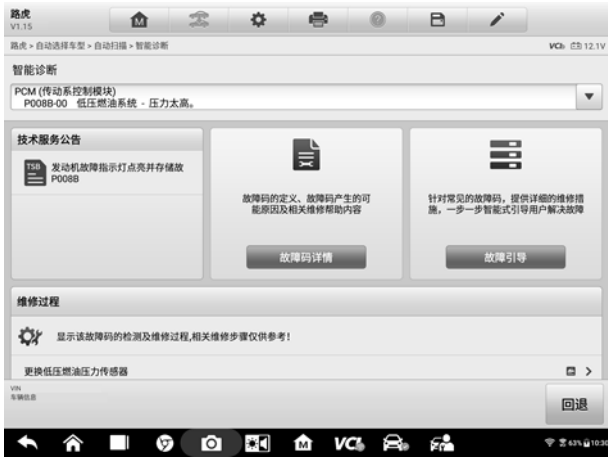 路虎
V1.15
路虎 > 自动选择车型 > 自动扫描 > 智能诊断
VCI 12.1V
智能诊断
PCM (传动系控制模块)
P008B-00 低压燃油系统 - 压力太高。
技术服务公告
TSB
发动机故障指示灯点亮并存储故
P008B
故障码的定义、故障码产生的可
能原因及相关维修帮助内容
故障码详情
针对常见的故障码，提供详细的维修措
施，一步一步智能式引导用户解决故障
故障引导
维修过程
显示该故障码的检测及维修过程,相关维修步骤仅供参考!
更换低压燃油压力传感器
VIN
车辆信息
回退
M
VCI
63% 10:30